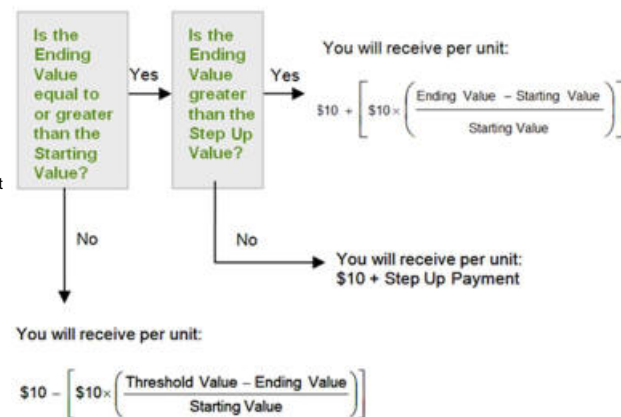 Is the
Ending
Value
equal to
or greater
than the
Starting
Value?
Yes
Is the
Ending
Value
greater
than the
Step Up
Value?
Yes
You will receive per unit:
$10 + [ $10× ( Ending Value – Starting Value
Starting Value ) ]
t
No
No
You will receive per unit:
$10 + Step Up Payment
You will receive per unit:
$10 – [ $10× ( Threshold Value – Ending Value
Starting Value ) ]